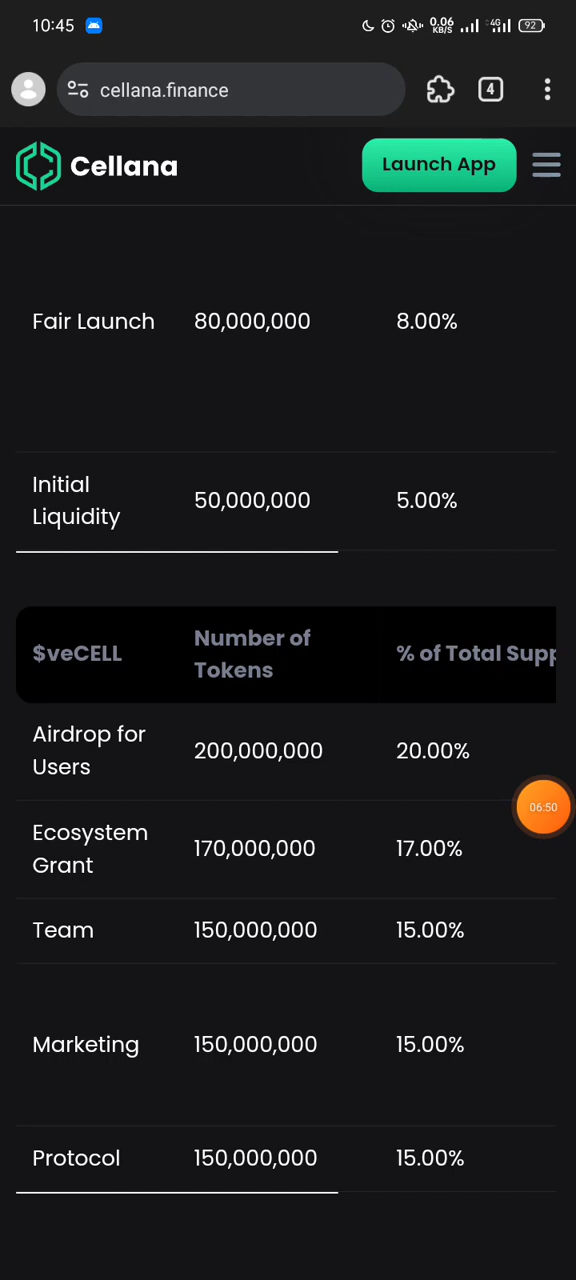 10:45
0.06
KB/S
4G
92
cellana.finance
4
Cellana
Launch App
Fair Launch 80,000,000 8.00%
Initial
Liquidity
50,000,000 5.00%
$veCELL
Number of
Tokens
% of Total Supp
Airdrop for
Users
200,000,000 20.00%
06:50
Ecosystem
Grant
170,000,000 17.00%
Team 150,000,000 15.00%
Marketing 150,000,000 15.00%
Protocol 150,000,000 15.00%